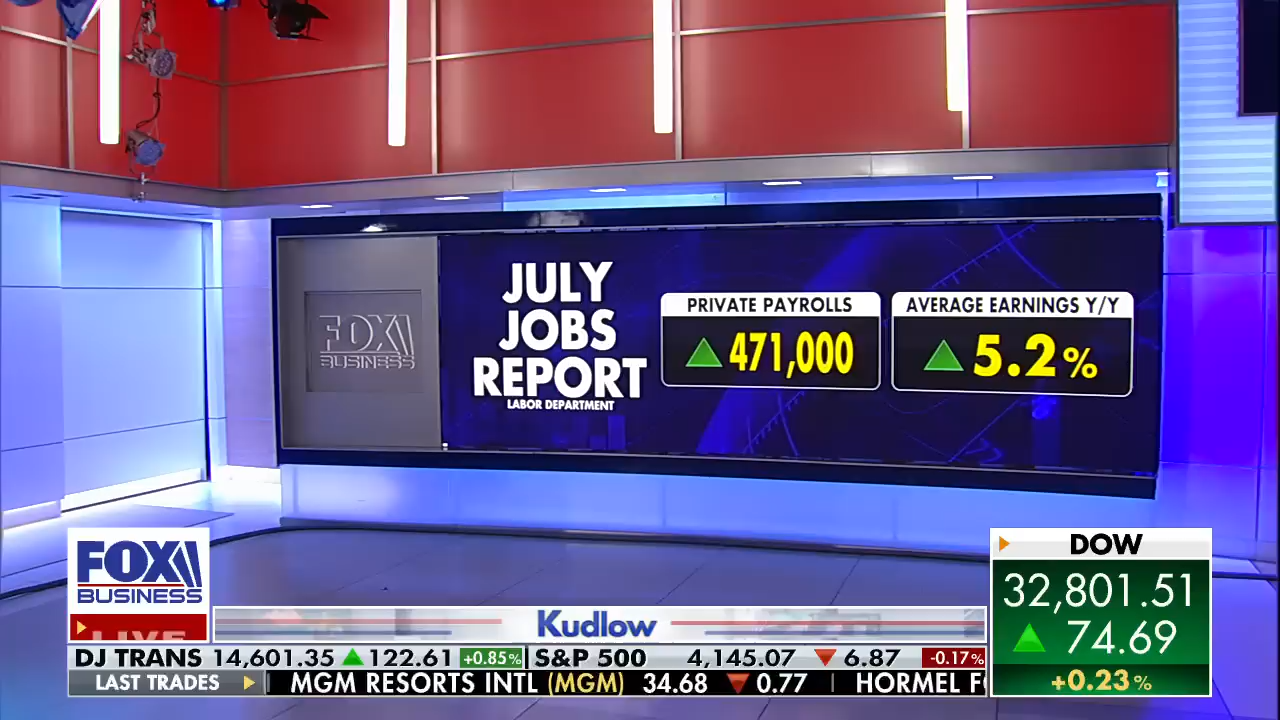 JULY
JOBS
REPORT
LABOR DEPARTMENT
PRIVATE PAYROLLS
471,000
AVERAGE EARNINGS Y/Y
5.2%
FOX
BUSINESS
FOX
BUSINESS
LIVE
Kudlow
DJ TRANS 14,601.35 122.61 +0.85% S&P 500 4,145.07 6.87 -0.17%
LAST TRADES MGM RESORTS INTL (MGM) 34.68 0.77 HORMEL
DOW
32,801.51
74.69
+0.23%